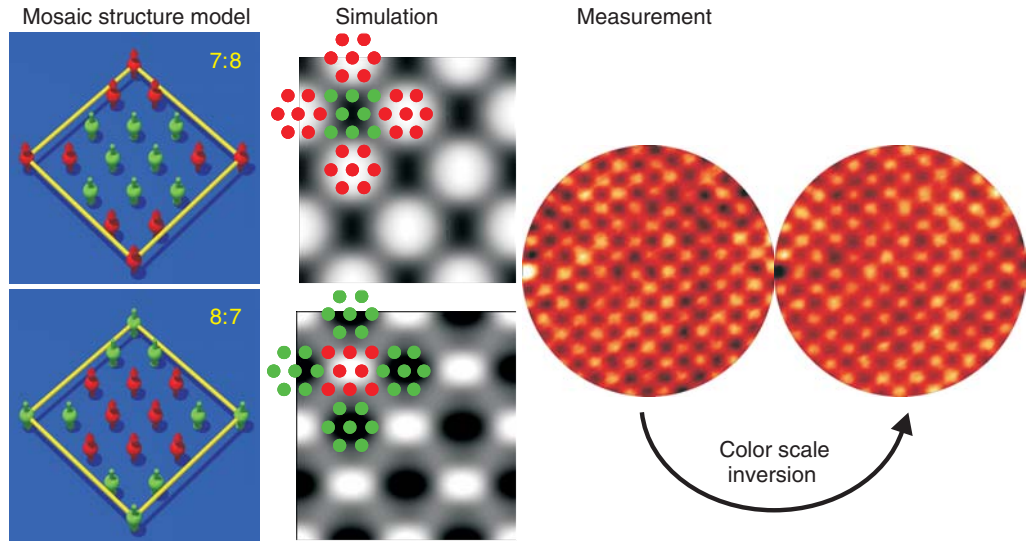 Mosaic structure model
Simulation
Measurement
7:8
8:7
Color scale
inversion